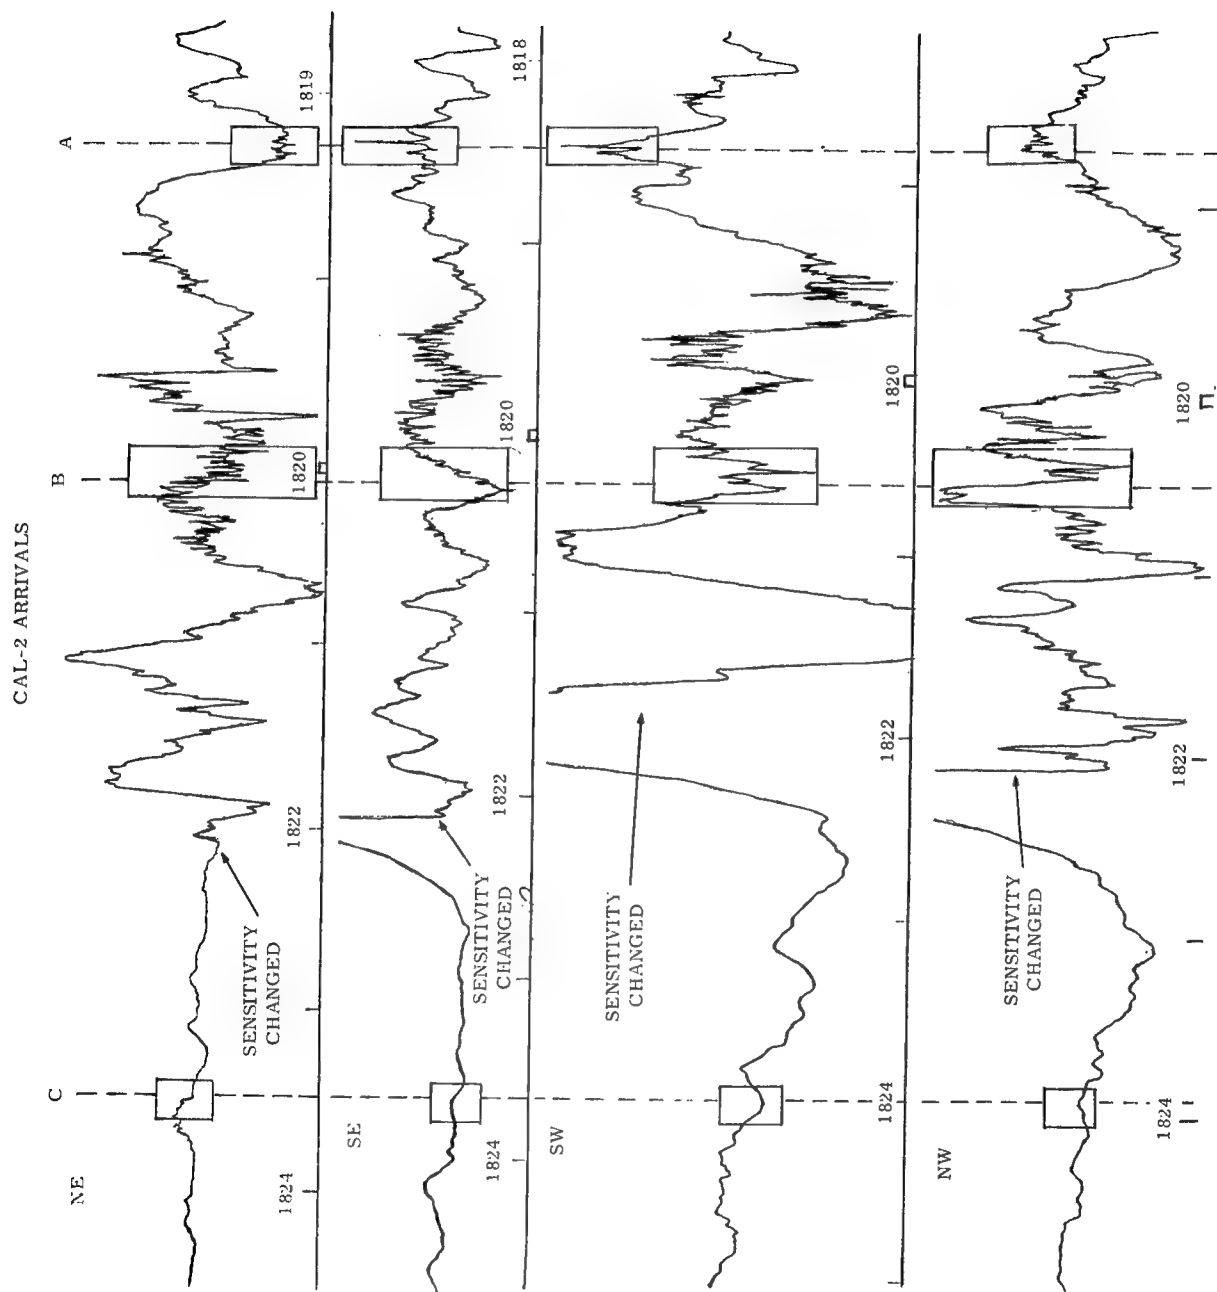 CAL-2 ARRIVALS
C
B
A
NE
1824
1822
1820
1819
SENSITIVITY
CHANGED
SE
1824
1822
1820
1818
SENSITIVITY
CHANGED
SW
1824
1822
1820
SENSITIVITY
CHANGED
NW
1824
1822
1820
SENSITIVITY
CHANGED